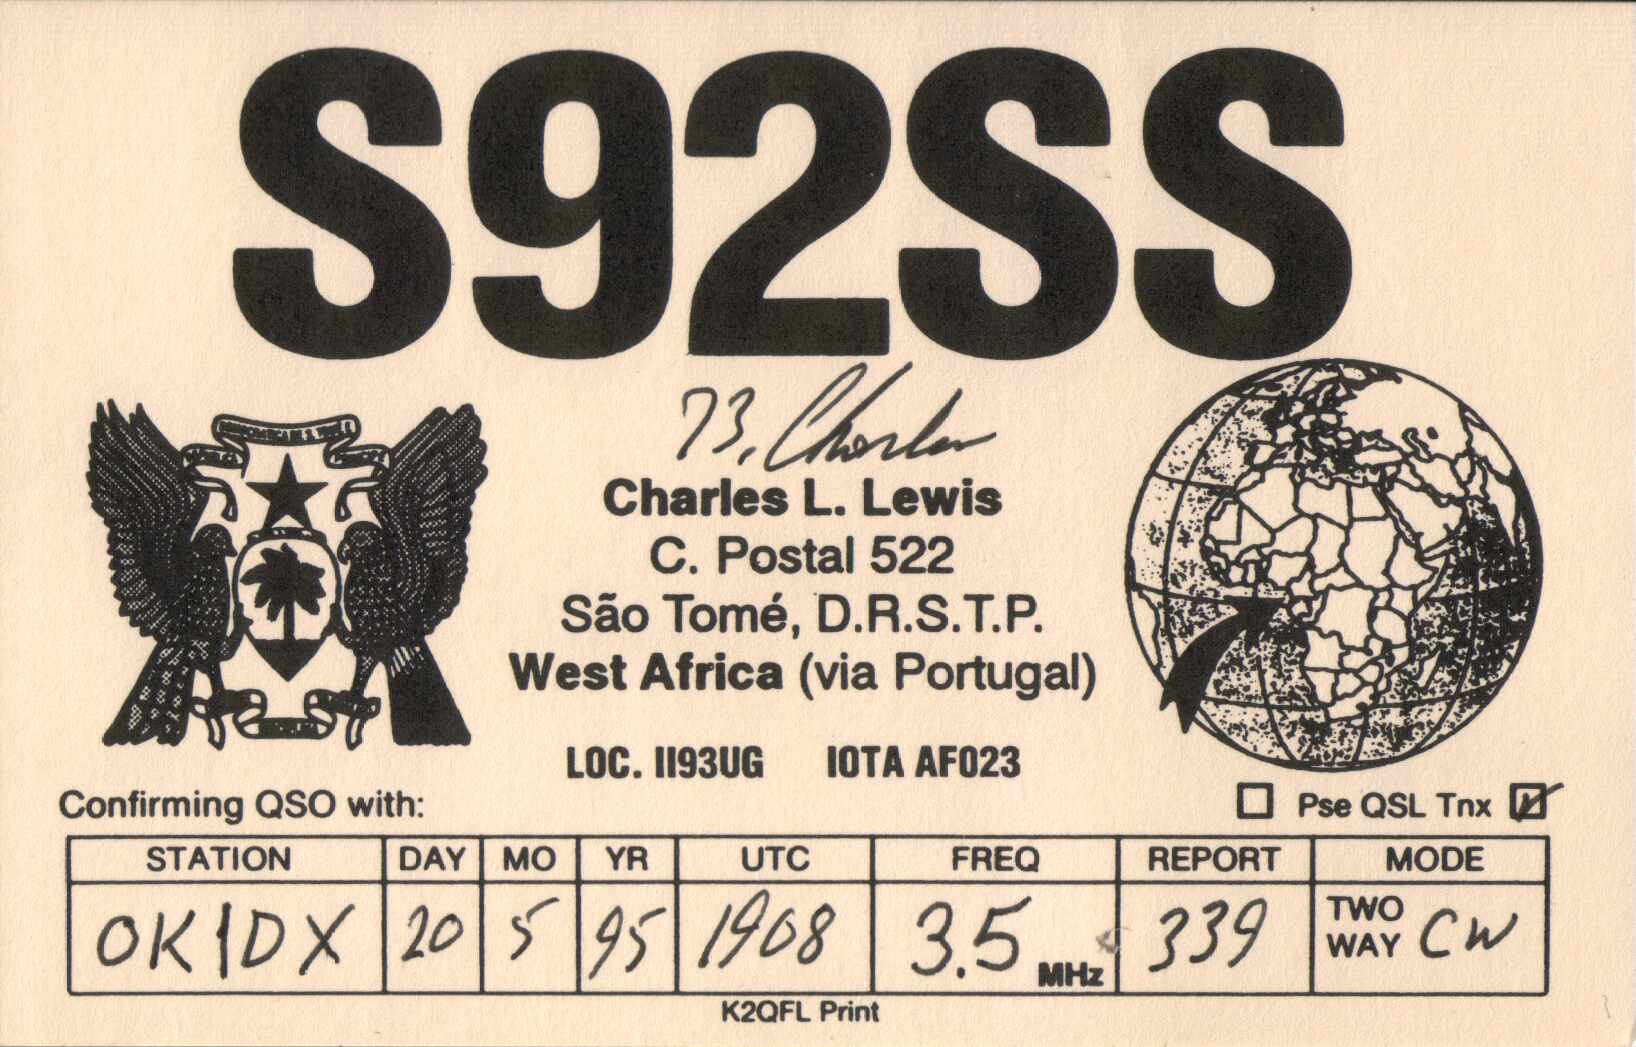 S92SS
73, Charles
Charles L. Lewis
C. Postal 522
São Tomé, D.R.S.T.P.
West Africa (via Portugal)
LOC. II93UG IOTA AF023
Confirming QSO with:
Pse QSL Tnx
STATION DAY MO YR UTC FREQ REPORT MODE
OK1DX 20 5 95 1908 3.5 MHz 339 TWO WAY CW
K2QFL Print